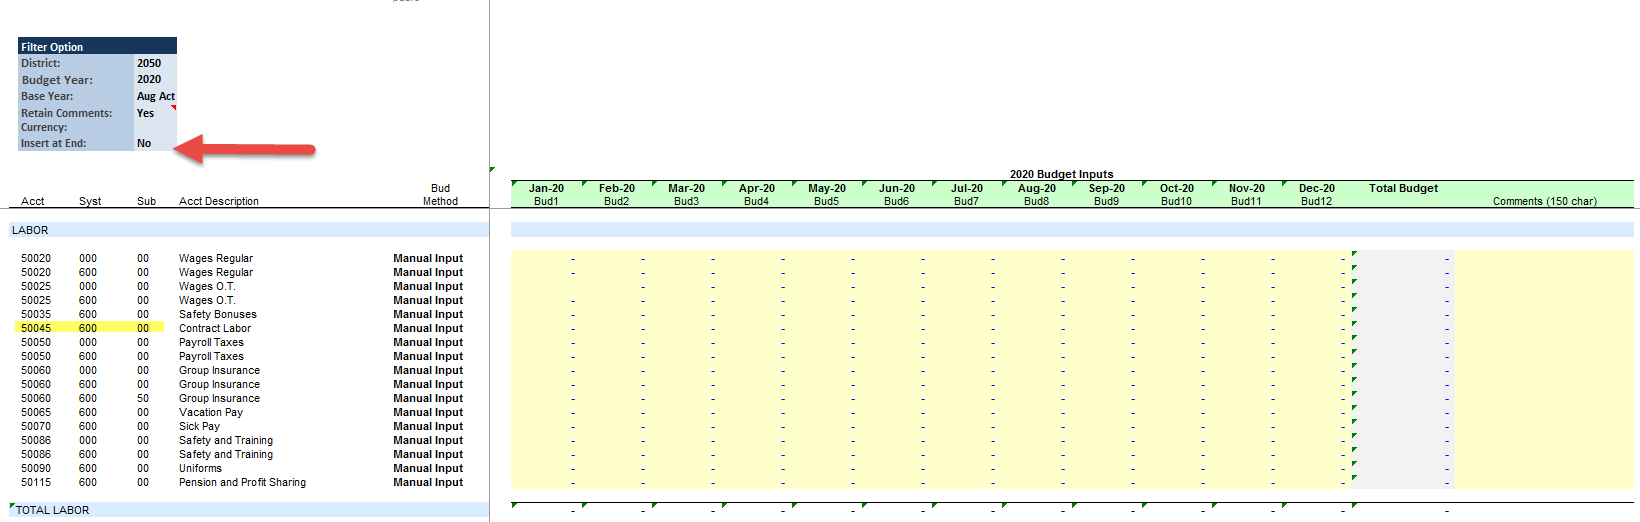 Filter Option
District: 2050
Budget Year: 2020
Base Year: Aug Act
Retain Comments: Yes
Currency:
Insert at End: No
2020 Budget Inputs
Bud Jan-20 Feb-20 Mar-20 Apr-20 May-20 Jun-20 Jul-20 Aug-20 Sep-20 Oct-20 Nov-20 Dec-20 Total Budget
Acct Syst Sub Acct Description Method Bud1 Bud2 Bud3 Bud4 Bud5 Bud6 Bud7 Bud8 Bud9 Bud10 Bud11 Bud12 Comments (150 char)
LABOR
50020 000 00 Wages Regular Manual Input - - - - - - - - - - - - -
50020 600 00 Wages Regular Manual Input - - - - - - - - - - - - -
50025 000 00 Wages O.T. Manual Input - - - - - - - - - - - -
50025 600 00 Wages O.T. Manual Input - - - - - - - - - - - - -
50035 600 00 Safety Bonuses Manual Input - - - - - - - - - - - - -
50045 600 00 Contract Labor Manual Input - - - - - - - - - - - - -
50050 000 00 Payroll Taxes Manual Input - - - - - - - - - - - - -
50050 600 00 Payroll Taxes Manual Input - - - - - - - - - - - - -
50060 000 00 Group Insurance Manual Input - - - - - - - - - - - - -
50060 600 00 Group Insurance Manual Input - - - - - - - - - - - - -
50060 600 50 Group Insurance Manual Input - - - - - - - - - - - - -
50065 600 00 Vacation Pay Manual Input - - - - - - - - - - - - -
50070 600 00 Sick Pay Manual Input - - - - - - - - - - - - -
50086 000 00 Safety and Training Manual Input - - - - - - - - - - - - -
50086 600 00 Safety and Training Manual Input - - - - - - - - - - - - -
50090 600 00 Uniforms Manual Input - - - - - - - - - - - - -
50115 600 00 Pension and Profit Sharing Manual Input - - - - - - - - - - - - -
TOTAL LABOR - - - - - - - - - - - - -